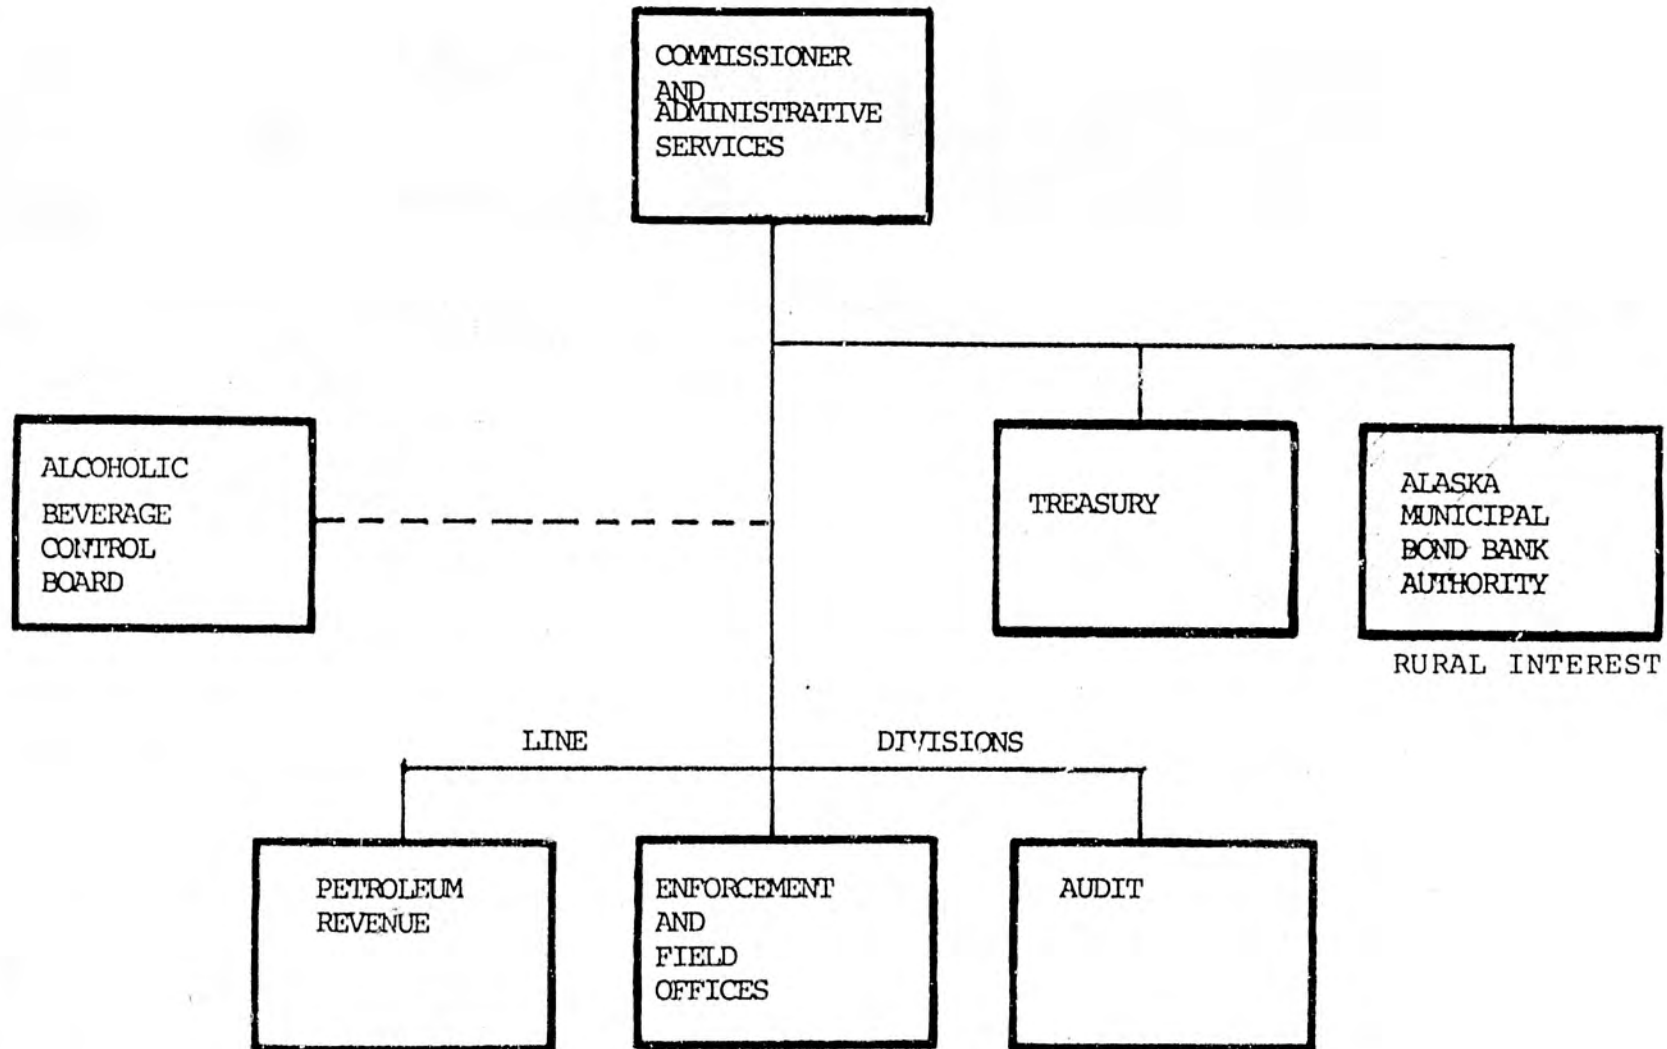 COMMISSIONER
AND
ADMINISTRATIVE
SERVICES
ALCOHOLIC
BEVERAGE
CONTROL
BOARD
TREASURY
ALASKA
MUNICIPAL
BOND BANK
AUTHORITY
RURAL INTEREST
LINE DIVISIONS
PETROLEUM
REVENUE
ENFORCEMENT
AND
FIELD
OFFICES
AUDIT